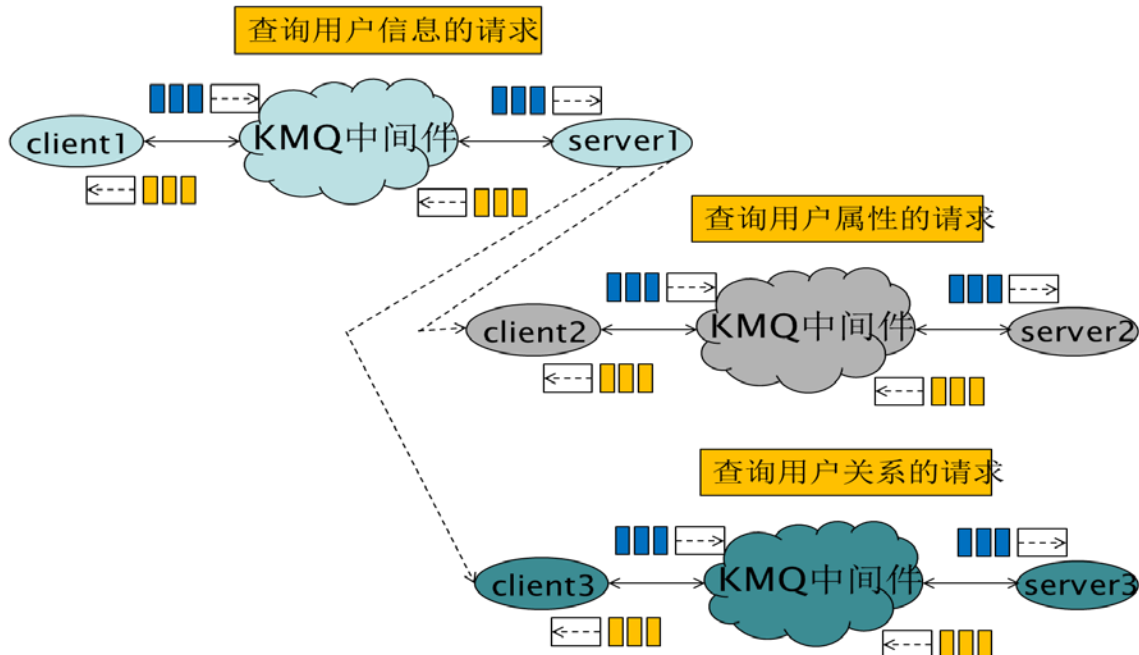 查询用户信息的请求
client1
KMQ中间件
server1
查询用户属性的请求
client2
KMQ中间件
server2
查询用户关系的请求
client3
KMQ中间件
server3